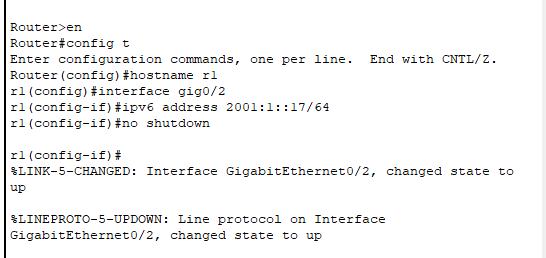 Router>en
Router#config t
Enter configuration commands, one per line.  End with CNTL/Z.
Router(config)#hostname r1
r1(config)#interface gig0/2
r1(config-if)#ipv6 address 2001:1::17/64
r1(config-if)#no shutdown
r1(config-if)#
%LINK-5-CHANGED: Interface GigabitEthernet0/2, changed state to
up
%LINEPROTO-5-UPDOWN: Line protocol on Interface
GigabitEthernet0/2, changed state to up